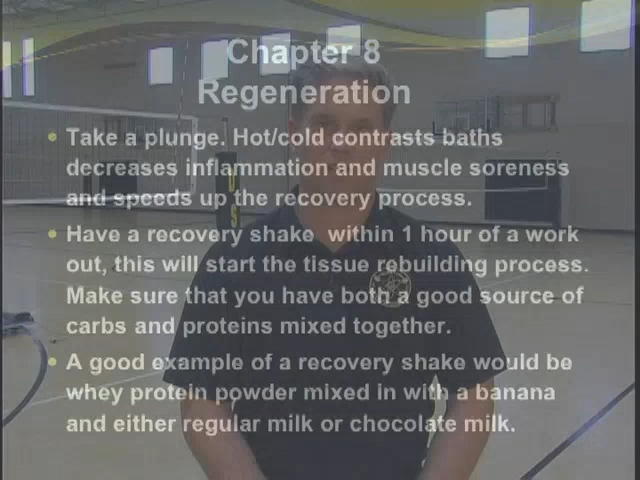 Chapter 8
Regeneration
• Take a plunge. Hot/cold contrasts baths
decreases inflammation and muscle soreness
and speeds up the recovery process.
• Have a recovery shake within 1 hour of a work
out, this will start the tissue rebuilding process.
Make sure that you have both a good source of
carbs and proteins mixed together.
• A good example of a recovery shake would be
whey protein powder mixed in with a banana
and either regular milk or chocolate milk.